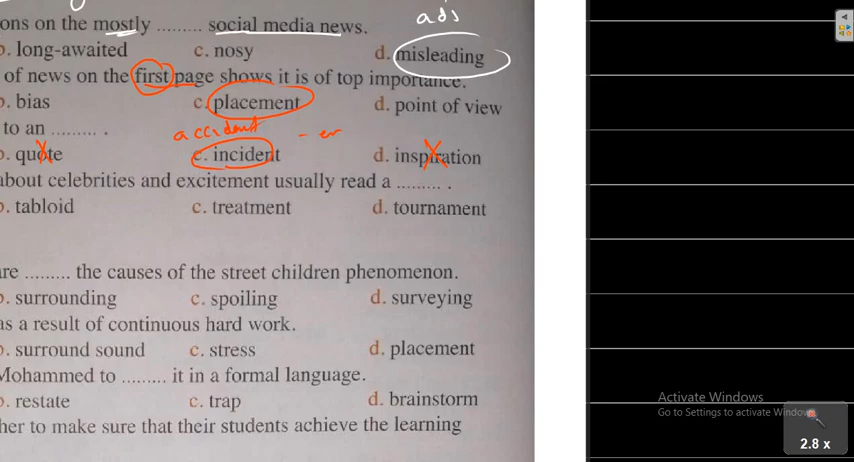 ads
ons on the mostly ......... social media news.
b. long-awaited c. nosy d. misleading
of news on the first page shows it is of top importance.
b. bias c. placement d. point of view
to an ......... .
accident - er
b. quote c. incident d. inspiration
about celebrities and excitement usually read a ......... .
b. tabloid c. treatment d. tournament
are ......... the causes of the street children phenomenon.
b. surrounding c. spoiling d. surveying
as a result of continuous hard work.
b. surround sound c. stress d. placement
Mohammed to ......... it in a formal language.
b. restate c. trap d. brainstorm
her to make sure that their students achieve the learning
Activate Windows
Go to Settings to activate Windows
2.8 x